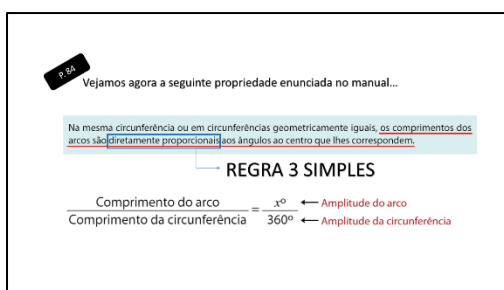 P. 84
Vejamos agora a seguinte propriedade enunciada no manual...
Na mesma circunferência ou em circunferências geometricamente iguais, os comprimentos dos
arcos são diretamente proporcionais aos ângulos ao centro que lhes correspondem.
REGRA 3 SIMPLES
Comprimento do arco
Comprimento da circunferência
=
xº
360º
← Amplitude do arco
← Amplitude da circunferência